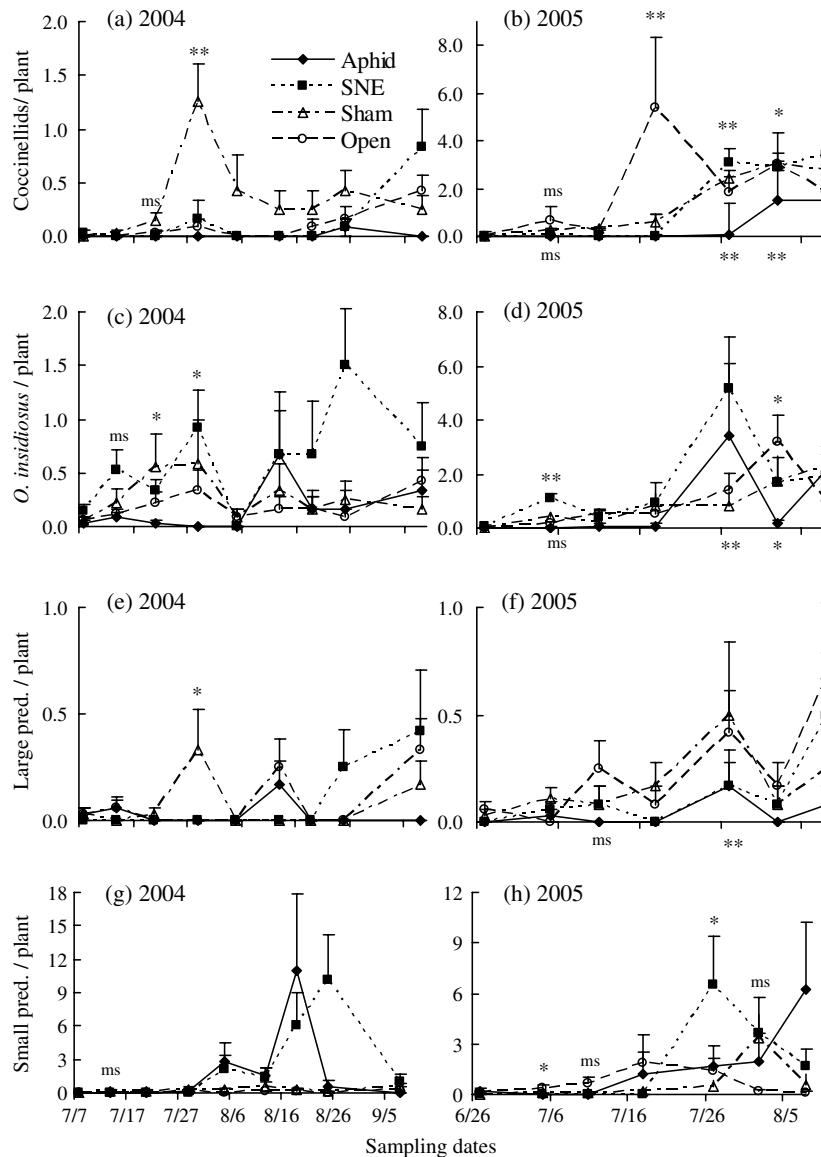 (a) 2004
(b) 2005
Coccinellids/ plant
2.0
1.5
1.0
0.5
0.0
ms
**
Aphid
SNE
Sham
Open
8.0
6.0
4.0
2.0
0.0
ms
**
**
*
ms
**
**
(c) 2004
(d) 2005
O. insidiosus / plant
2.0
1.5
1.0
0.5
0.0
ms
*
*
8.0
6.0
4.0
2.0
0.0
**
*
ms
**
*
(e) 2004
(f) 2005
Large pred. / plant
1.0
0.5
0.0
*
1.0
0.5
0.0
ms
**
(g) 2004
(h) 2005
Small pred. / plant
18
15
12
9
6
3
0
ms
7/7 7/17 7/27 8/6 8/16 8/26 9/5
12
9
6
3
0
*
ms
*
ms
6/26 7/6 7/16 7/26 8/5
Sampling dates